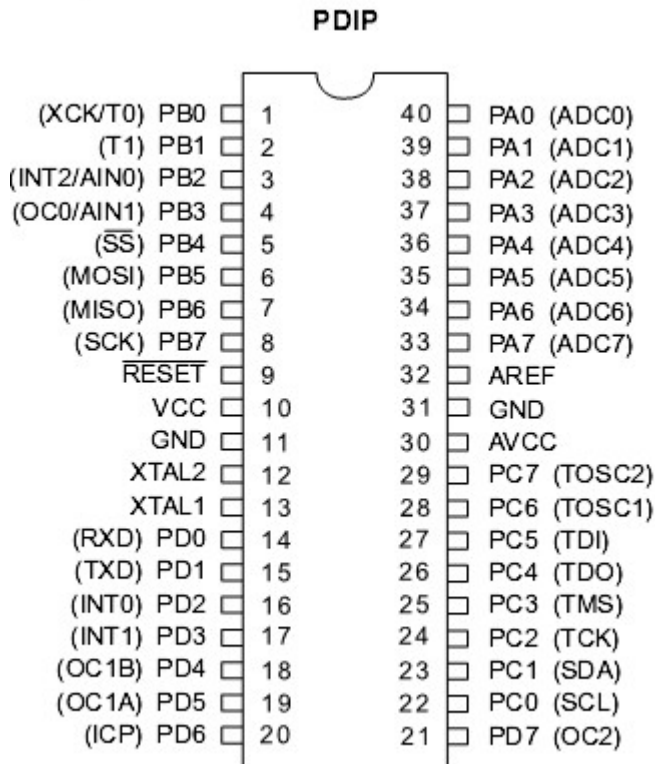 PDIP
(XCK/T0) PB0 1 40 PA0 (ADC0)
(T1) PB1 2 39 PA1 (ADC1)
(INT2/AIN0) PB2 3 38 PA2 (ADC2)
(OC0/AIN1) PB3 4 37 PA3 (ADC3)
(S̅S̅) PB4 5 36 PA4 (ADC4)
(MOSI) PB5 6 35 PA5 (ADC5)
(MISO) PB6 7 34 PA6 (ADC6)
(SCK) PB7 8 33 PA7 (ADC7)
R̅E̅S̅E̅T̅ 9 32 AREF
VCC 10 31 GND
GND 11 30 AVCC
XTAL2 12 29 PC7 (TOSC2)
XTAL1 13 28 PC6 (TOSC1)
(RXD) PD0 14 27 PC5 (TDI)
(TXD) PD1 15 26 PC4 (TDO)
(INT0) PD2 16 25 PC3 (TMS)
(INT1) PD3 17 24 PC2 (TCK)
(OC1B) PD4 18 23 PC1 (SDA)
(OC1A) PD5 19 22 PC0 (SCL)
(ICP) PD6 20 21 PD7 (OC2)